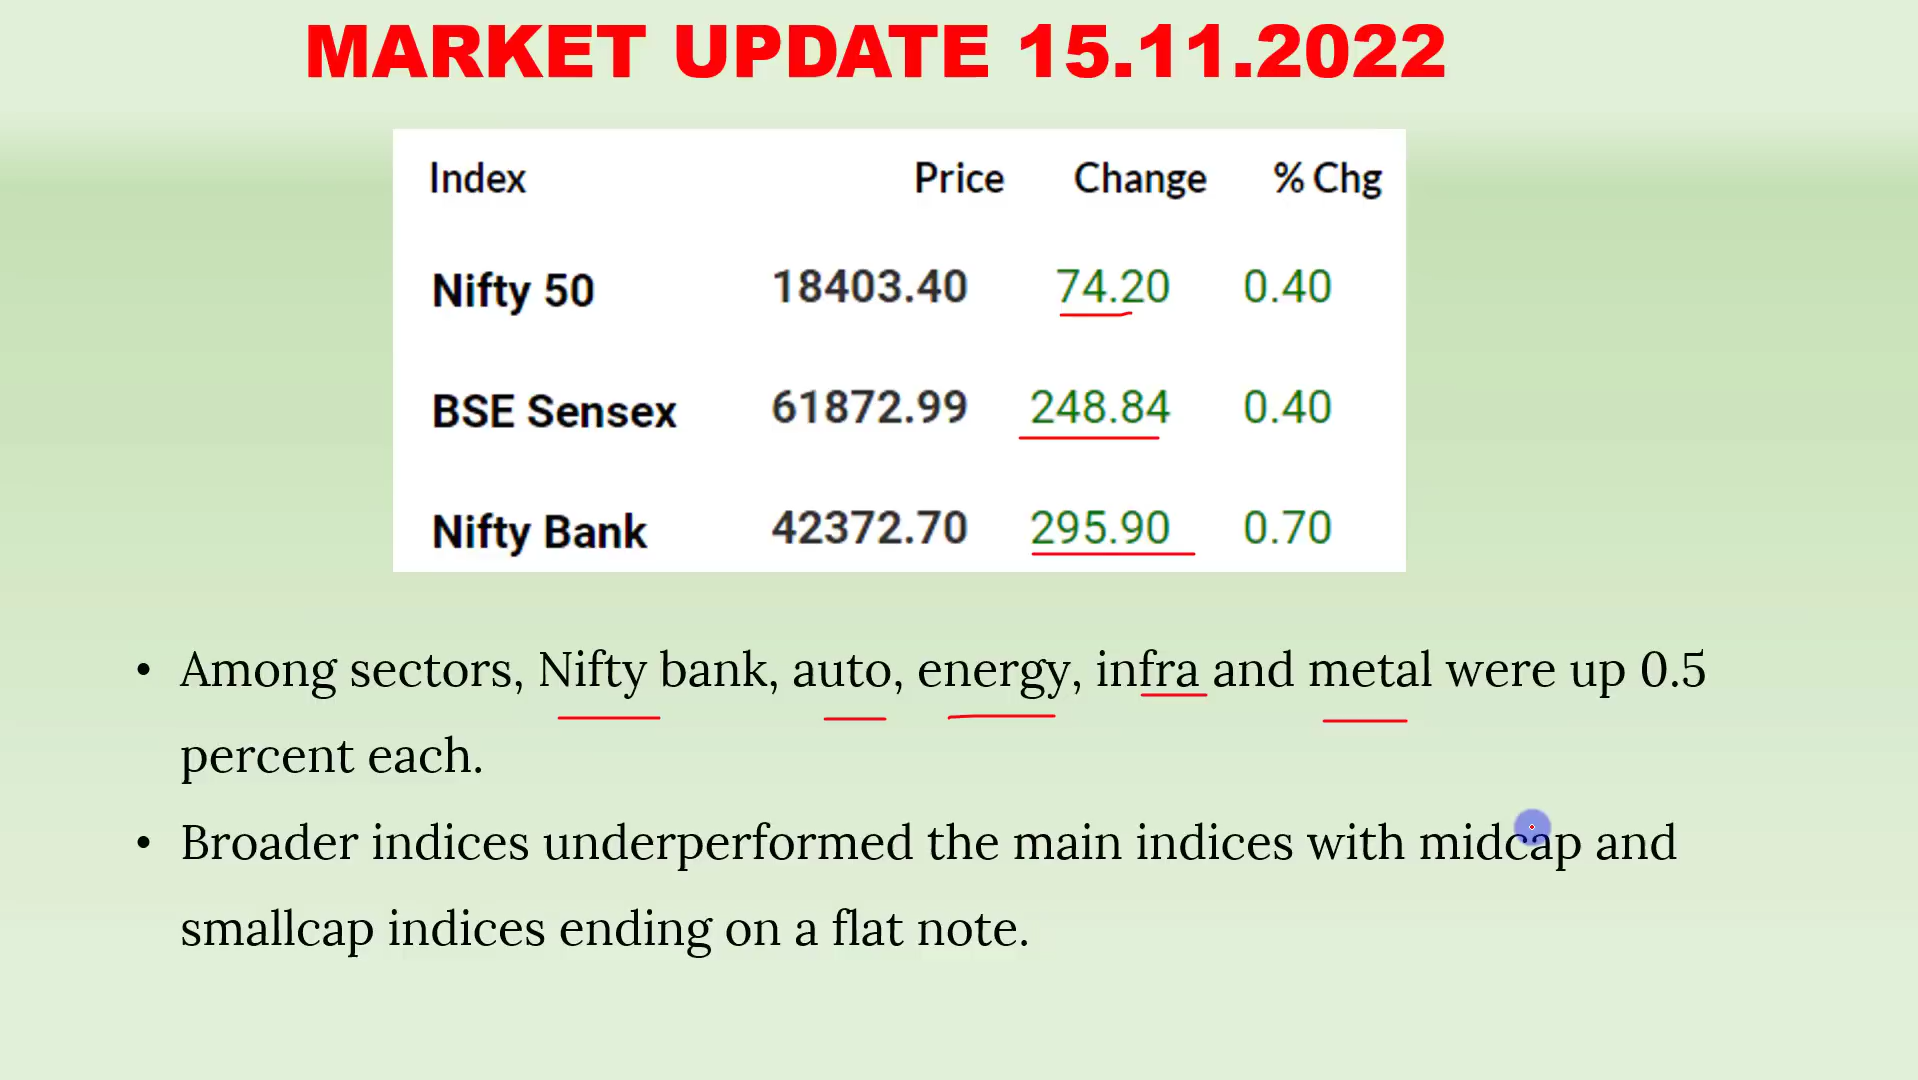 MARKET UPDATE 15.11.2022
Index Price Change % Chg
Nifty 50 18403.40 74.20 0.40
BSE Sensex 61872.99 248.84 0.40
Nifty Bank 42372.70 295.90 0.70
• Among sectors, Nifty bank, auto, energy, infra and metal were up 0.5
percent each.
• Broader indices underperformed the main indices with midcap and
smallcap indices ending on a flat note.